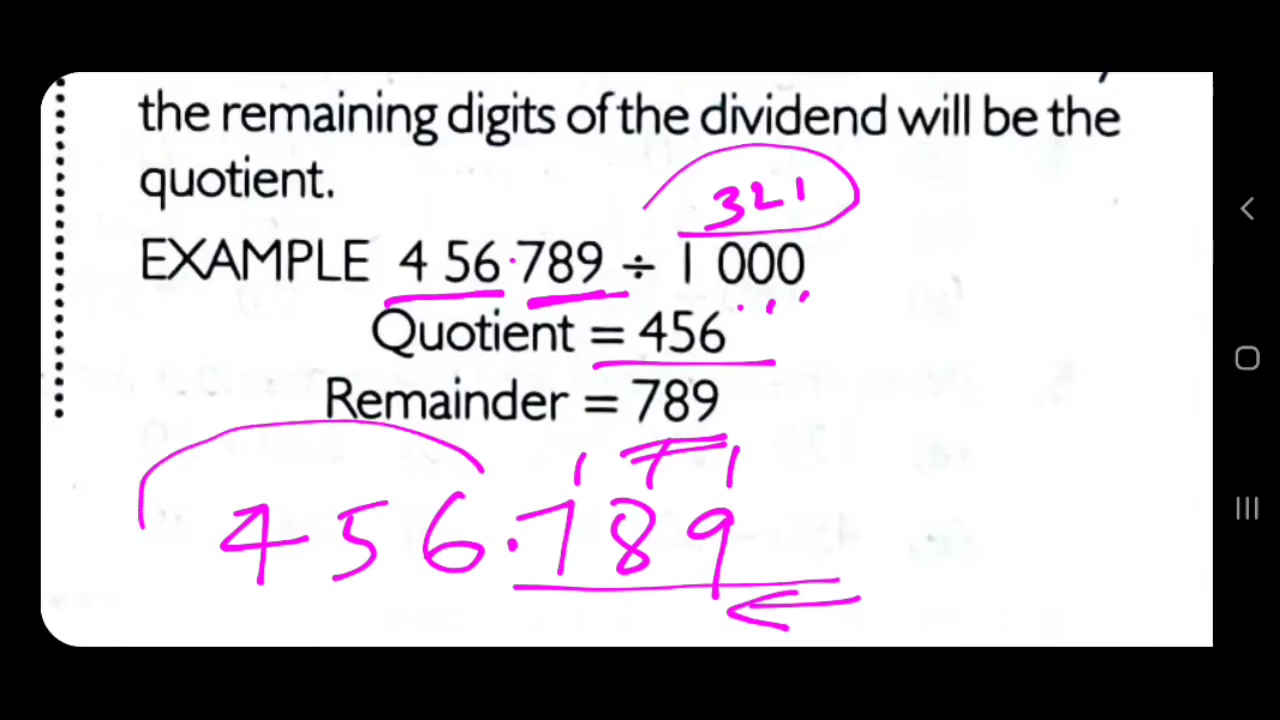 the remaining digits of the dividend will be the
quotient.
321
EXAMPLE 4 56·789 ÷ 1 000
Quotient = 456
Remainder = 789
456.789